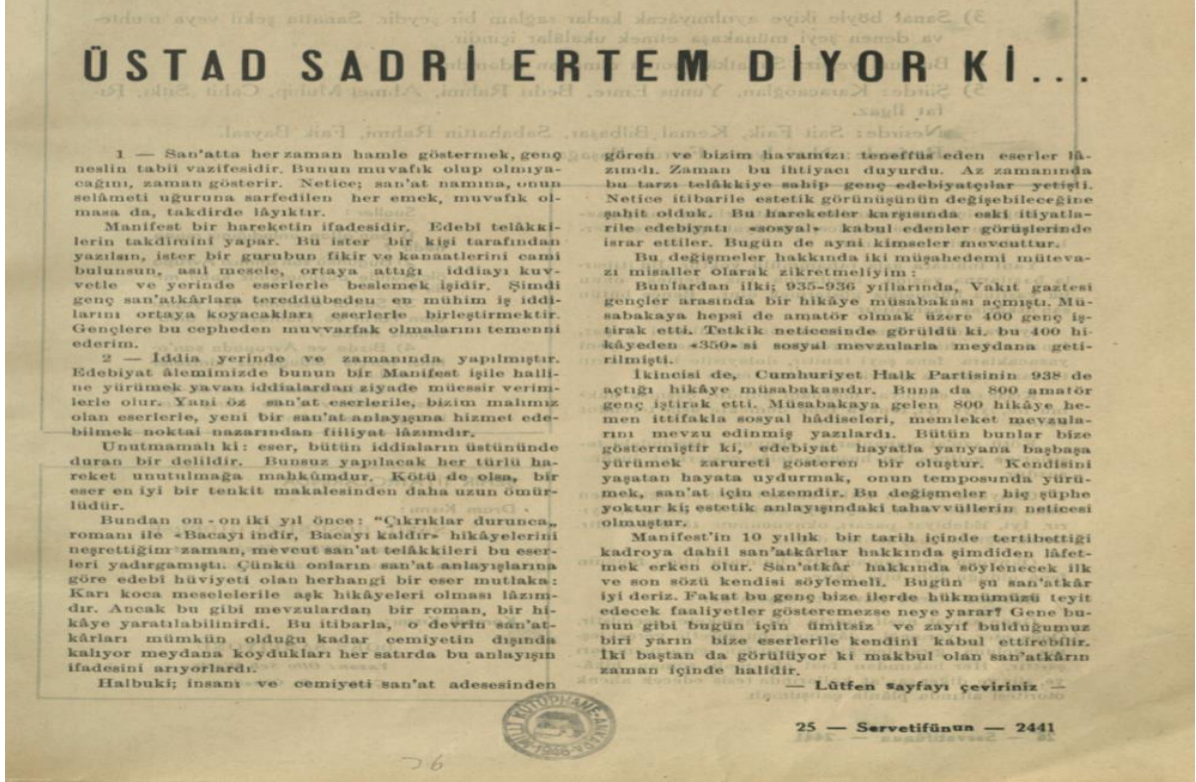 ÜSTAD SADRİ ERTEM DİYOR Kİ...
1 — San'atta her zaman hamle göstermek, genç
neslin tabiî vazifesidir. Bunun muvafık olup olmıya-
cağını, zaman gösterir. Netice; san'at namına, onun
selâmeti uğuruna sarfedilen her emek, muvafık ol-
masa da, takdirde lâyıktır.
Manifest bir hareketin ifadesidir. Edebî telâkki-
lerin takdimini yapar. Bu ister bir kişi tarafından
yazılsın, ister bir gurubun fikir ve kanaatlerini cami
bulunsun, asıl mesele, ortaya attığı iddiayı kuv-
vetle ve yerinde eserlerle beslemek işidir. Şimdi
genç san'atkârlara tereddübeden en mühim iş iddi-
larını ortaya koyacakları eserlerle birleştirmektir.
Gençlere bu cepheden muvvarfak olmalarını temenni
ederim.
2 — İddia yerinde ve zamanında yapılmıştır.
Edebiyat âlemimizde bunun bir Manifest işile halli-
ne yürümek yavan iddialardan ziyade müessir verim-
lerle olur. Yani öz san'at eserlerile, bizim malımız
olan eserlerle, yeni bir san'at anlayışına hizmet ede-
bilmek noktai nazarından fiiliyat lâzımdır.
Unutmamalı ki: eser, bütün iddiaların üstününde
duran bir delildir. Bunsuz yapılacak her türlü ha-
reket unutulmağa mahkûmdur. Kötü de olsa, bir
eser en iyi bir tenkit makalesinden daha uzun ömür-
lüdür.
Bundan on - on iki yıl önce: "Çıkrıklar durunca„
romanı ile «Bacayı indir, Bacayı kaldır» hikâyelerini
neşrettiğim zaman, mevcut san'at telâkkileri bu eser-
leri yadırgamıştı. Çünkü onların san'at anlayışlarına
göre edebî hüviyeti olan herhangi bir eser mutlaka:
Karı koca meselelerile aşk hikâyeleri olması lâzım-
dır. Ancak bu gibi mevzulardan bir roman, bir hi-
kâye yaratılabilinirdi. Bu itibarla, o devrin san'at-
kârları mümkün olduğu kadar cemiyetin dışında
kalıyor meydana koydukları her satırda bu anlayışın
ifadesini arıyorlardı.
Halbuki; insanı ve cemiyeti san'at adesesinden
gören ve bizim havamızı teneffüs eden eserler lâ-
zımdı. Zaman bu ihtiyacı duyurdu. Az zamanında
bu tarzı telâkkiye sahip genç edebiyatçılar yetişti.
Netice itibarile estetik görünüşünün değişebileceğine
şahit olduk. Bu hareketler karşısında eski itiyatla-
rile edebiyatı «sosyal» kabul edenler görüşlerinde
israr ettiler. Bugün de ayni kimseler mevcuttur.
Bu değişmeler hakkında iki müşahedemi müteva-
zı misaller olarak zikretmeliyim:
Bunlardan ilki; 935-936 yıllarında, Vakıt gaztesi
gençler arasında bir hikâye müsabakası açmıştı. Mü-
sabakaya hepsi de amatör olmak üzere 400 genç iş-
tirak etti. Tetkik neticesinde görüldü ki, bu 400 hi-
kâyeden «350» si sosyal mevzularla meydana geti-
rilmişti.
İkincisi de, Cumhuriyet Halk Partisinin 938 de
açtığı hikâye müsabakasıdır. Buna da 800 amatör
genç iştirak etti. Müsabakaya gelen 800 hikâye he-
men ittifakla sosyal hâdiseleri, memleket mevzula-
rını mevzu edinmiş yazılardı. Bütün bunlar bize
göstermiştir ki, edebiyat hayatla yanyana başbaşa
yürümek zarureti gösteren bir oluştur. Kendisini
yaşatan hayata uydurmak, onun temposunda yürü-
mek, san'at için elzemdir. Bu değişmeler hiç şüphe
yoktur ki; estetik anlayışındaki tahavvüllerin neticesi
olmuştur.
Manifest'in 10 yıllık bir tarih içinde tertibettiği
kadroya dahil san'atkârlar hakkında şimdiden lâfet-
mek erken olur. San'atkâr hakkında söylenecek ilk
ve son sözü kendisi söylemeli. Bugün şu san'atkâr
iyi deriz. Fakat bu genç bize ilerde hükmümüzü teyit
edecek faaliyetler gösteremezse neye yarar? Gene bu-
nun gibi bugün için ümitsiz ve zayıf bulduğumuz
biri yarın bize eserlerile kendini kabul ettirebilir.
İki baştan da görülüyor ki makbul olan san'atkârın
zaman içinde halidir.
— Lûtfen sayfayı çeviriniz —
MİLLİ KÜTÜPHANE-ANKARA
1946
25 — Servetifünun — 2441
26